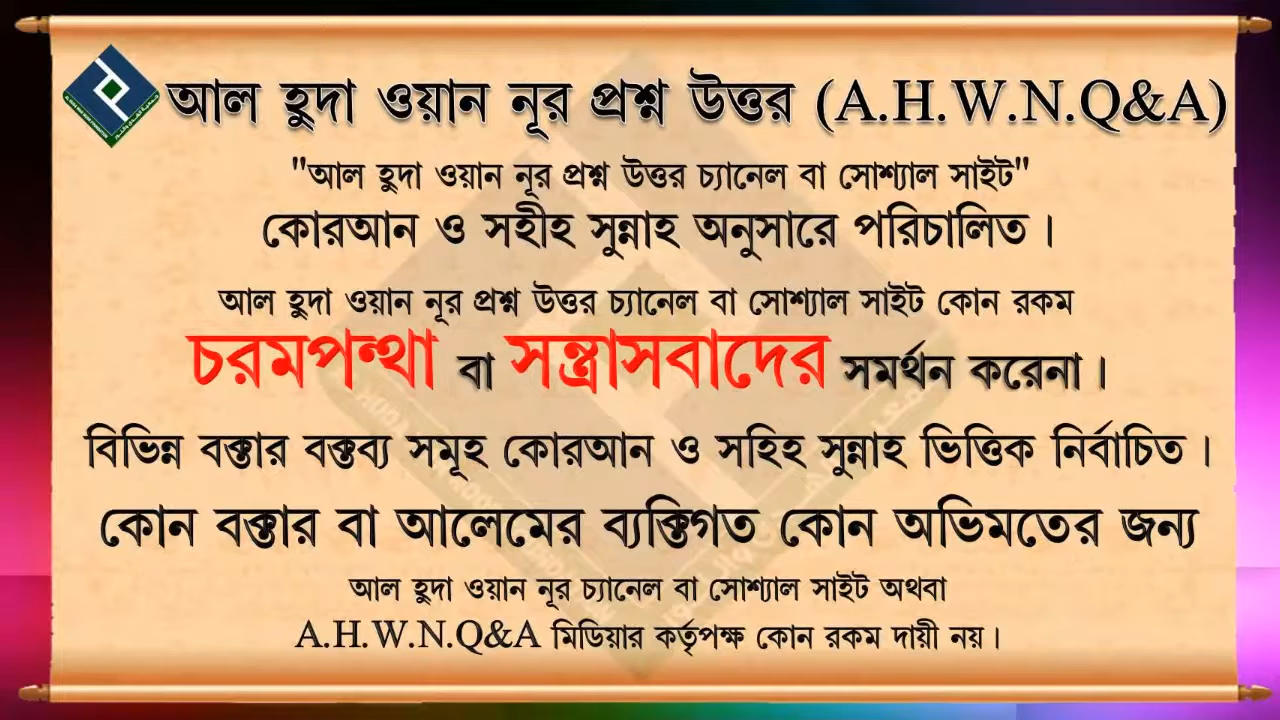 আল হুদা ওয়ান নূর প্রশ্ন উত্তর (A.H.W.N.Q&A)
"আল হুদা ওয়ান নূর প্রশ্ন উত্তর চ্যানেল বা সোশ্যাল সাইট"
কোরআন ও সহীহ সুন্নাহ অনুসারে পরিচালিত।
আল হুদা ওয়ান নূর প্রশ্ন উত্তর চ্যানেল বা সোশ্যাল সাইট কোন রকম
চরমপন্থা বা সন্ত্রাসবাদের সমর্থন করেনা।
বিভিন্ন বক্তার বক্তব্য সমূহ কোরআন ও সহিহ সুন্নাহ ভিত্তিক নির্বাচিত।
কোন বক্তার বা আলেমের ব্যক্তিগত কোন অভিমতের জন্য
আল হুদা ওয়ান নূর চ্যানেল বা সোশ্যাল সাইট অথবা
A.H.W.N.Q&A মিডিয়ার কর্তৃপক্ষ কোন রকম দায়ী নয়।